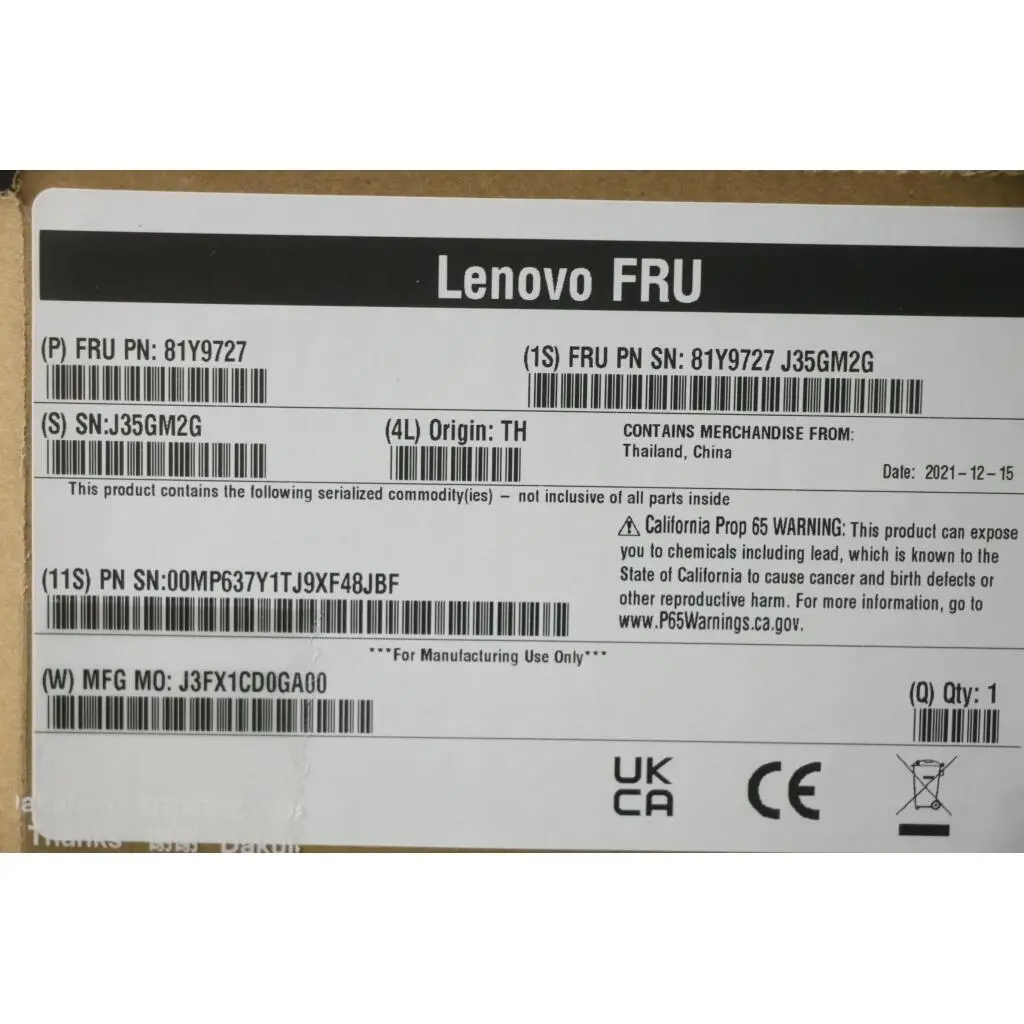 Lenovo FRU
(P) FRU PN: 81Y9727
(1S) FRU PN SN: 81Y9727 J35GM2G
(S) SN:J35GM2G
(4L) Origin: TH
CONTAINS MERCHANDISE FROM:
Thailand, China
Date: 2021-12-15
This product contains the following serialized commodity(ies) – not inclusive of all parts inside
⚠ California Prop 65 WARNING: This product can expose
you to chemicals including lead, which is known to the
State of California to cause cancer and birth defects or
other reproductive harm. For more information, go to
www.P65Warnings.ca.gov.
(11S) PN SN:00MP637Y1TJ9XF48JBF
***For Manufacturing Use Only***
(W) MFG MO: J3FX1CD0GA00
(Q) Qty: 1
UK
CA
CE
Thanks